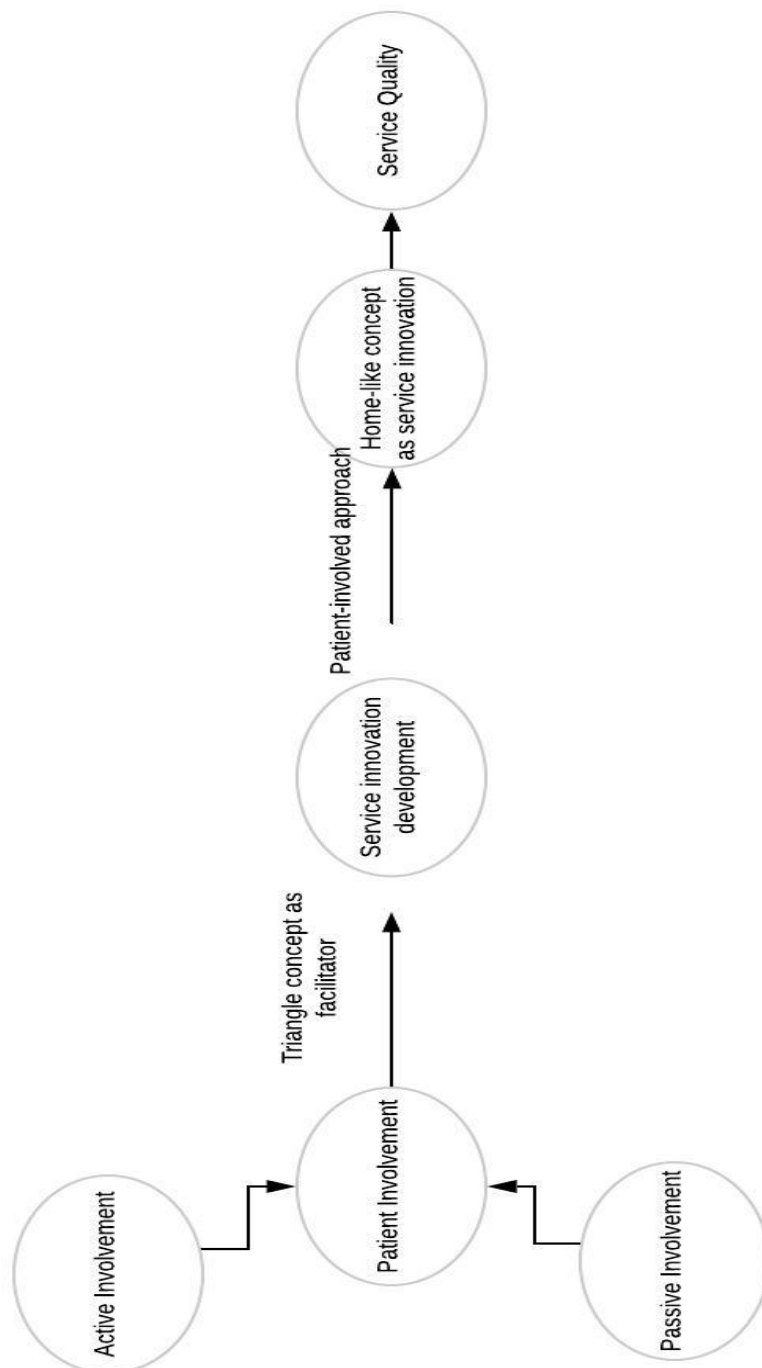 Active Involvement
Passive Involvement
Patient Involvement
Triangle concept as
facilitator
Service innovation
development
Patient-involved approach
Home-like concept
as service innovation
Service Quality